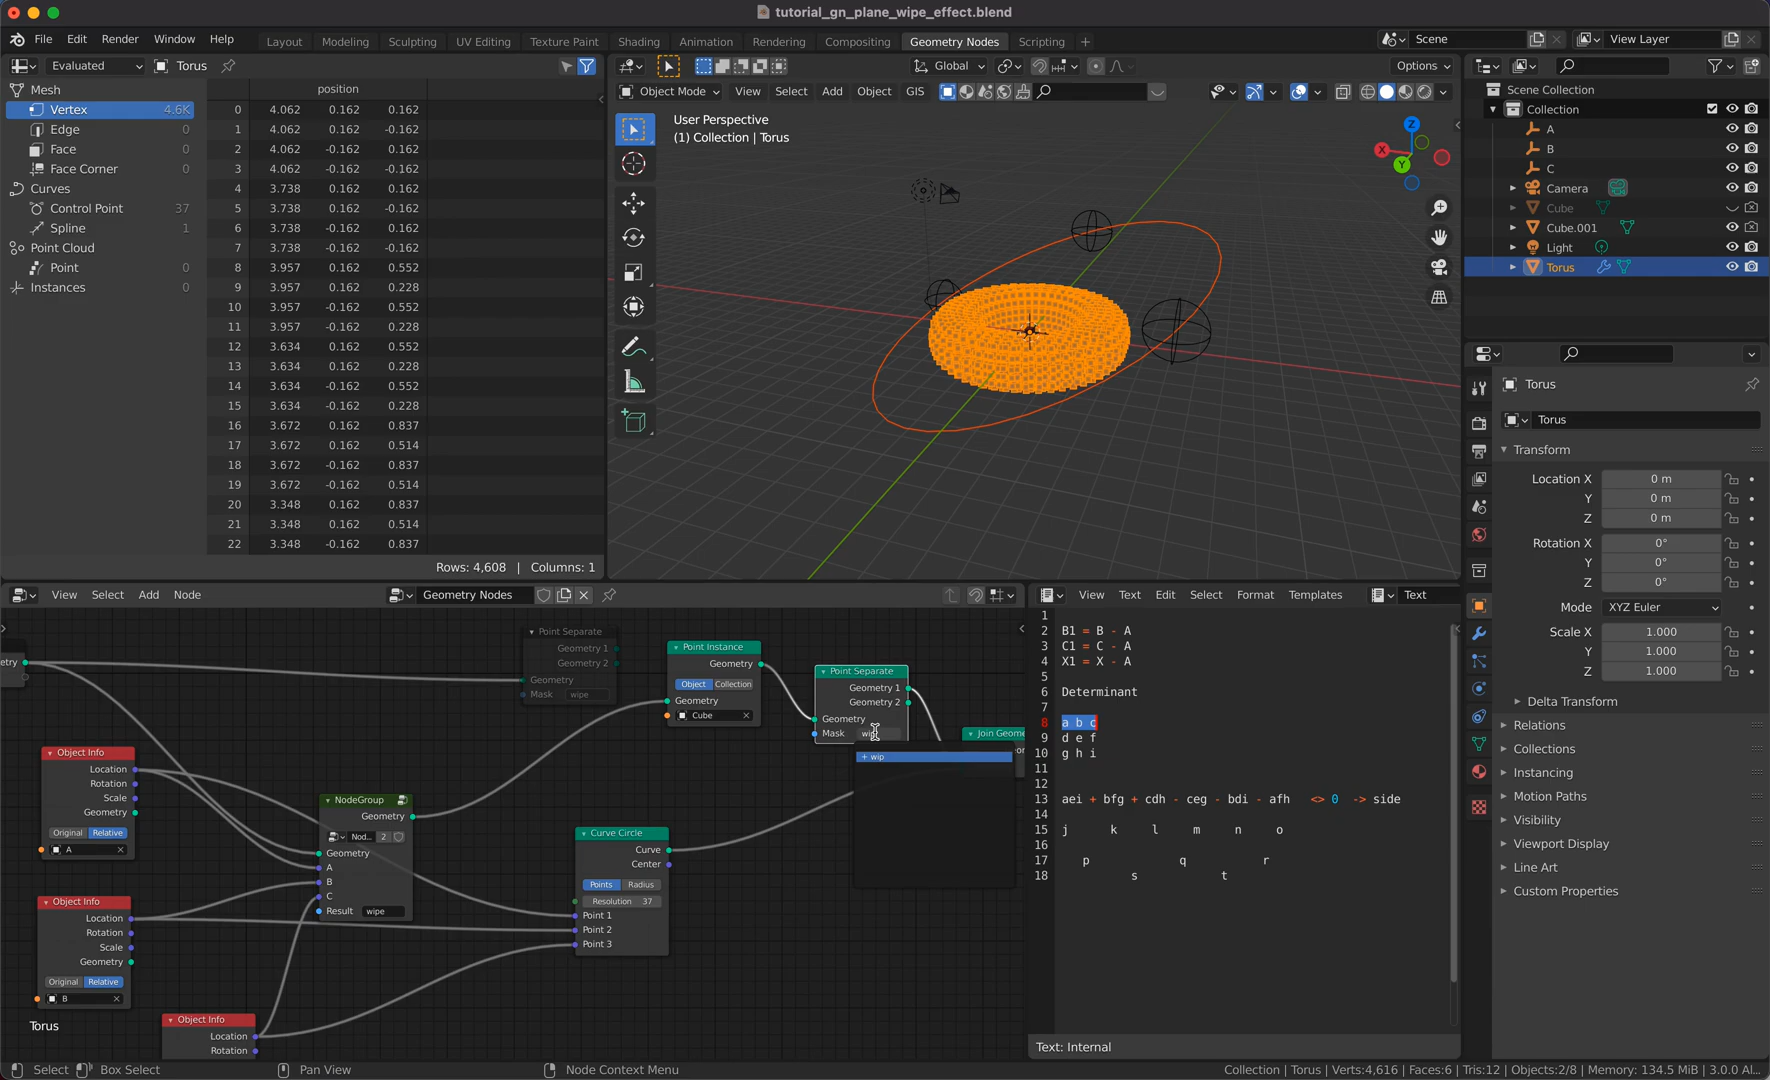 tutorial_gn_plane_wipe_effect.blend
File Edit Render Window Help Layout Modeling Sculpting UV Editing Texture Paint Shading Animation Rendering Compositing Geometry Nodes Scripting + Scene View Layer
Evaluated Torus
Mesh
Vertex 4.6K
Edge 0
Face 0
Face Corner 0
Curves
Control Point 37
Spline 1
Point Cloud
Point 0
Instances 0
position
0 4.062 0.162 0.162
1 4.062 0.162 -0.162
2 4.062 -0.162 0.162
3 4.062 -0.162 -0.162
4 3.738 0.162 0.162
5 3.738 0.162 -0.162
6 3.738 -0.162 0.162
7 3.738 -0.162 -0.162
8 3.957 0.162 0.552
9 3.957 0.162 0.228
10 3.957 -0.162 0.552
11 3.957 -0.162 0.228
12 3.634 0.162 0.552
13 3.634 0.162 0.228
14 3.634 -0.162 0.552
15 3.634 -0.162 0.228
16 3.672 0.162 0.837
17 3.672 0.162 0.514
18 3.672 -0.162 0.837
19 3.672 -0.162 0.514
20 3.348 0.162 0.837
21 3.348 0.162 0.514
22 3.348 -0.162 0.837
Rows: 4,608 | Columns: 1
Global Options
Object Mode View Select Add Object GIS
User Perspective
(1) Collection | Torus
Z
X
Y
Scene Collection
Collection
A
B
C
Camera
Cube
Cube.001
Light
Torus
Torus
Torus
Transform
Location X 0 m
Y 0 m
Z 0 m
Rotation X 0°
Y 0°
Z 0°
Mode XYZ Euler
Scale X 1.000
Y 1.000
Z 1.000
Delta Transform
Relations
Collections
Instancing
Motion Paths
Visibility
Viewport Display
Line Art
Custom Properties
View Select Add Node Geometry Nodes
etry
Point Separate
Geometry 1
Geometry 2
Geometry
Mask wipe
Point Instance
Geometry
Object Collection
Geometry
Cube
Point Separate
Geometry 1
Geometry 2
Geometry
Mask wip
+ wip
Join Geome
Object Info
Location
Rotation
Scale
Geometry
Original Relative
A
NodeGroup
Geometry
Nod... 2
Geometry
A
B
C
Result wipe
Curve Circle
Curve
Center
Points Radius
Resolution 37
Point 1
Point 2
Point 3
Object Info
Location
Rotation
Scale
Geometry
Original Relative
B
Object Info
Location
Rotation
Torus
View Text Edit Select Format Templates Text
1
2 B1 = B - A
3 C1 = C - A
4 X1 = X - A
5
6 Determinant
7
8 a b c
9 d e f
10 g h i
11
12
13 aei + bfg + cdh - ceg - bdi - afh <> 0 -> side
14
15 j k l m n o
16
17 p q r
18 s t
Text: Internal
Select Box Select Pan View Node Context Menu Collection | Torus | Verts:4,616 | Faces:6 | Tris:12 | Objects:2/8 | Memory: 134.5 MiB | 3.0.0 Al...